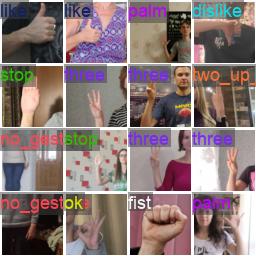 like like palm dislike
stop three three two_up_
no_gest stop three three
no_gest ok fist palm